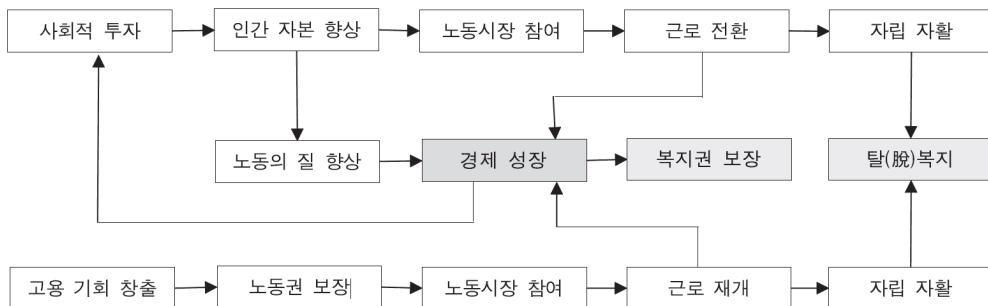 사회적 투자
인간 자본 향상
노동시장 참여
근로 전환
자립 자활
노동의 질 향상
경제 성장
복지권 보장
탈(脫)복지
고용 기회 창출
노동권 보장
노동시장 참여
근로 재개
자립 자활